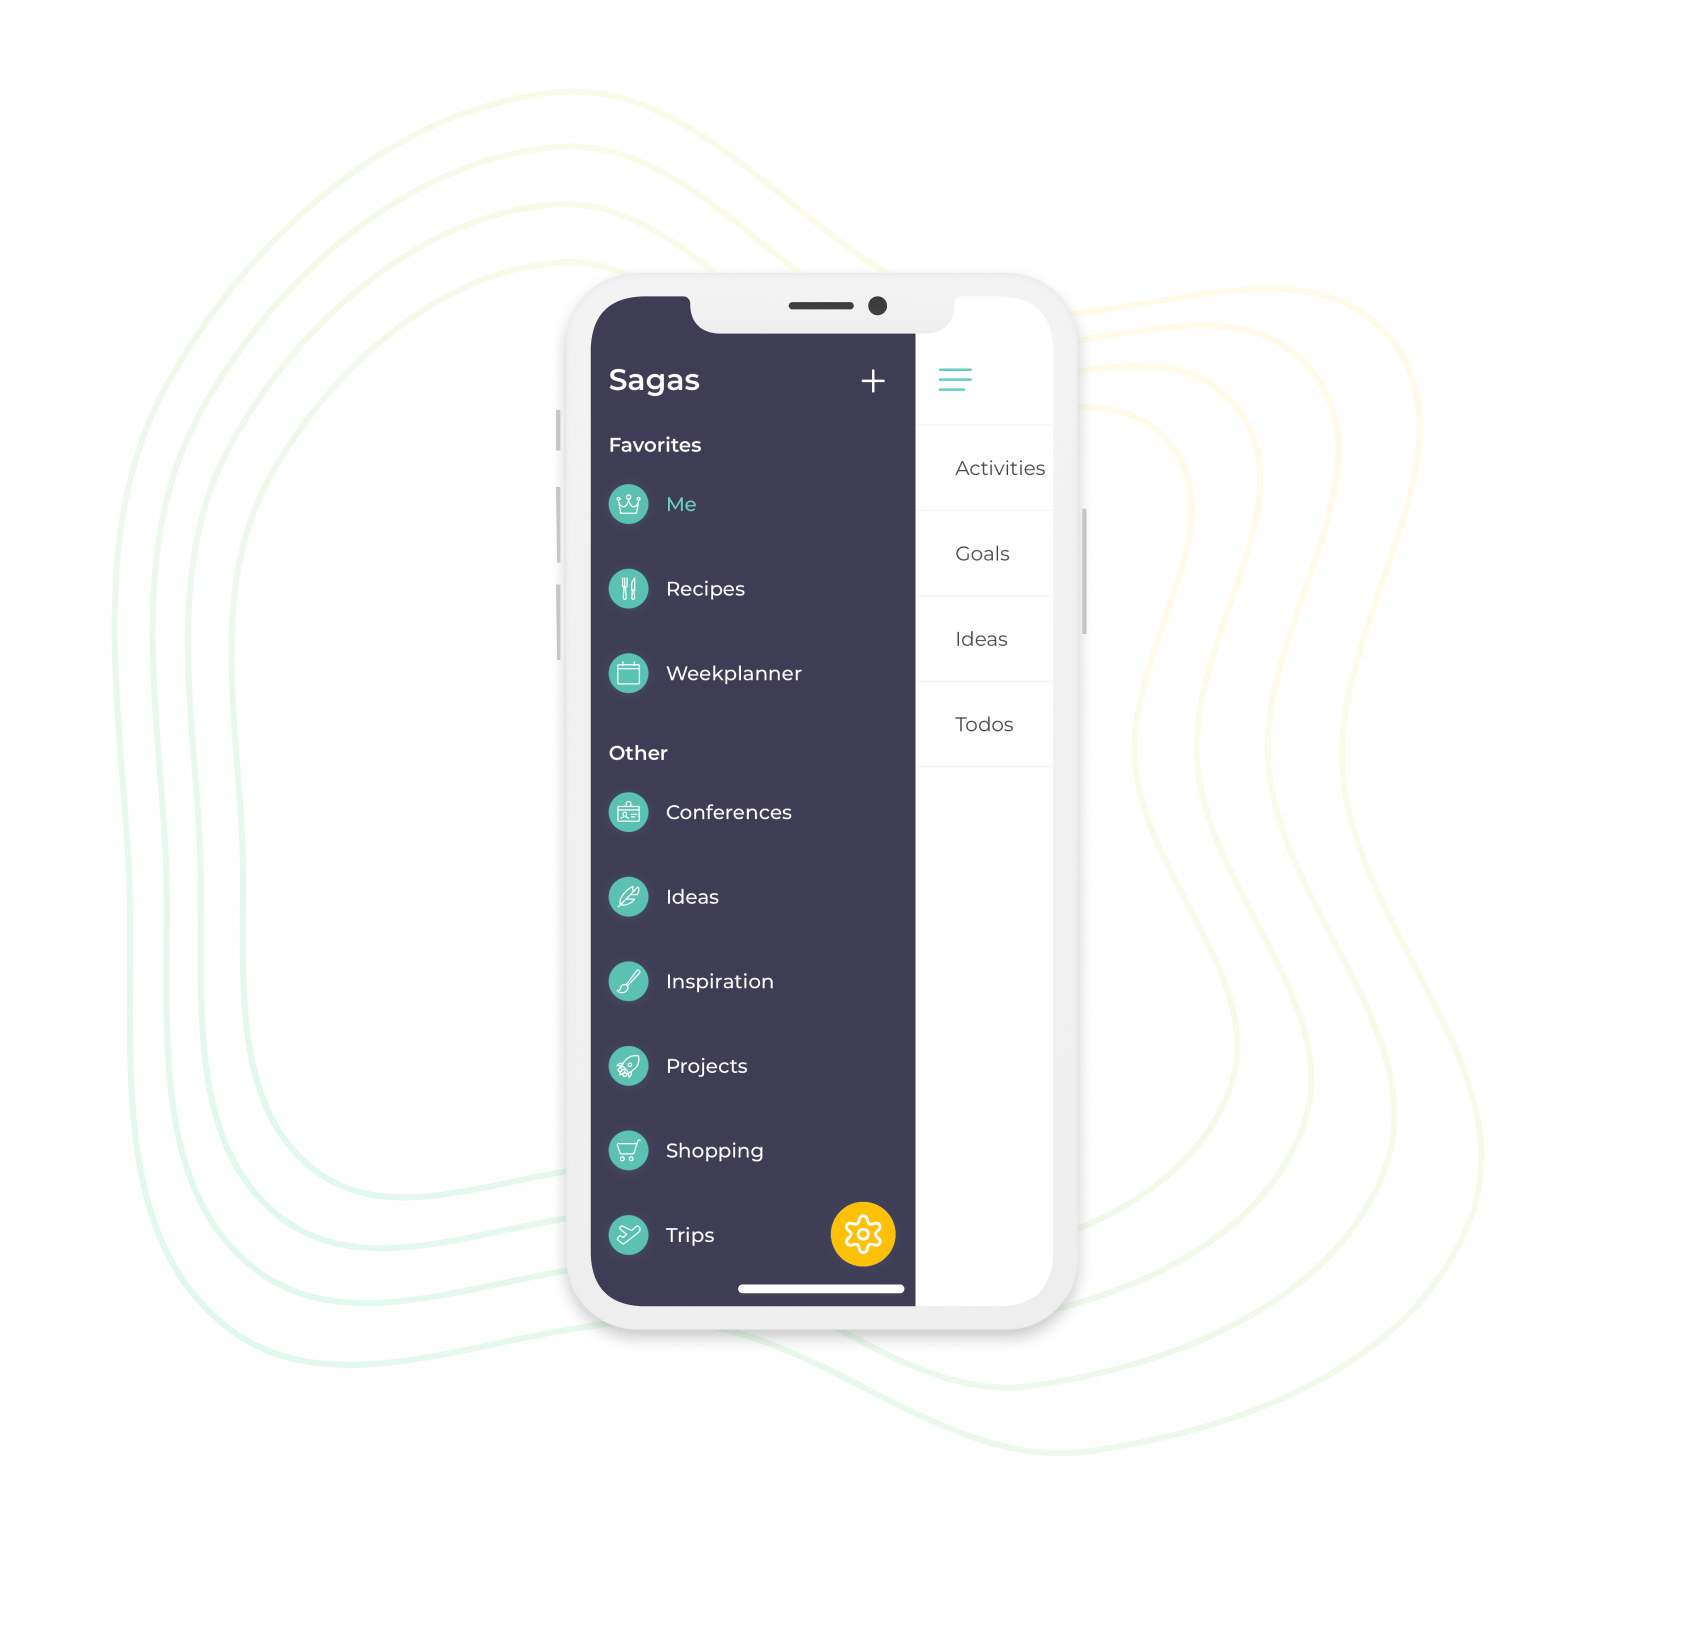 Sagas
Favorites
Me
Recipes
Weekplanner
Other
Conferences
Ideas
Inspiration
Projects
Shopping
Trips
Activities
Goals
Ideas
Todos